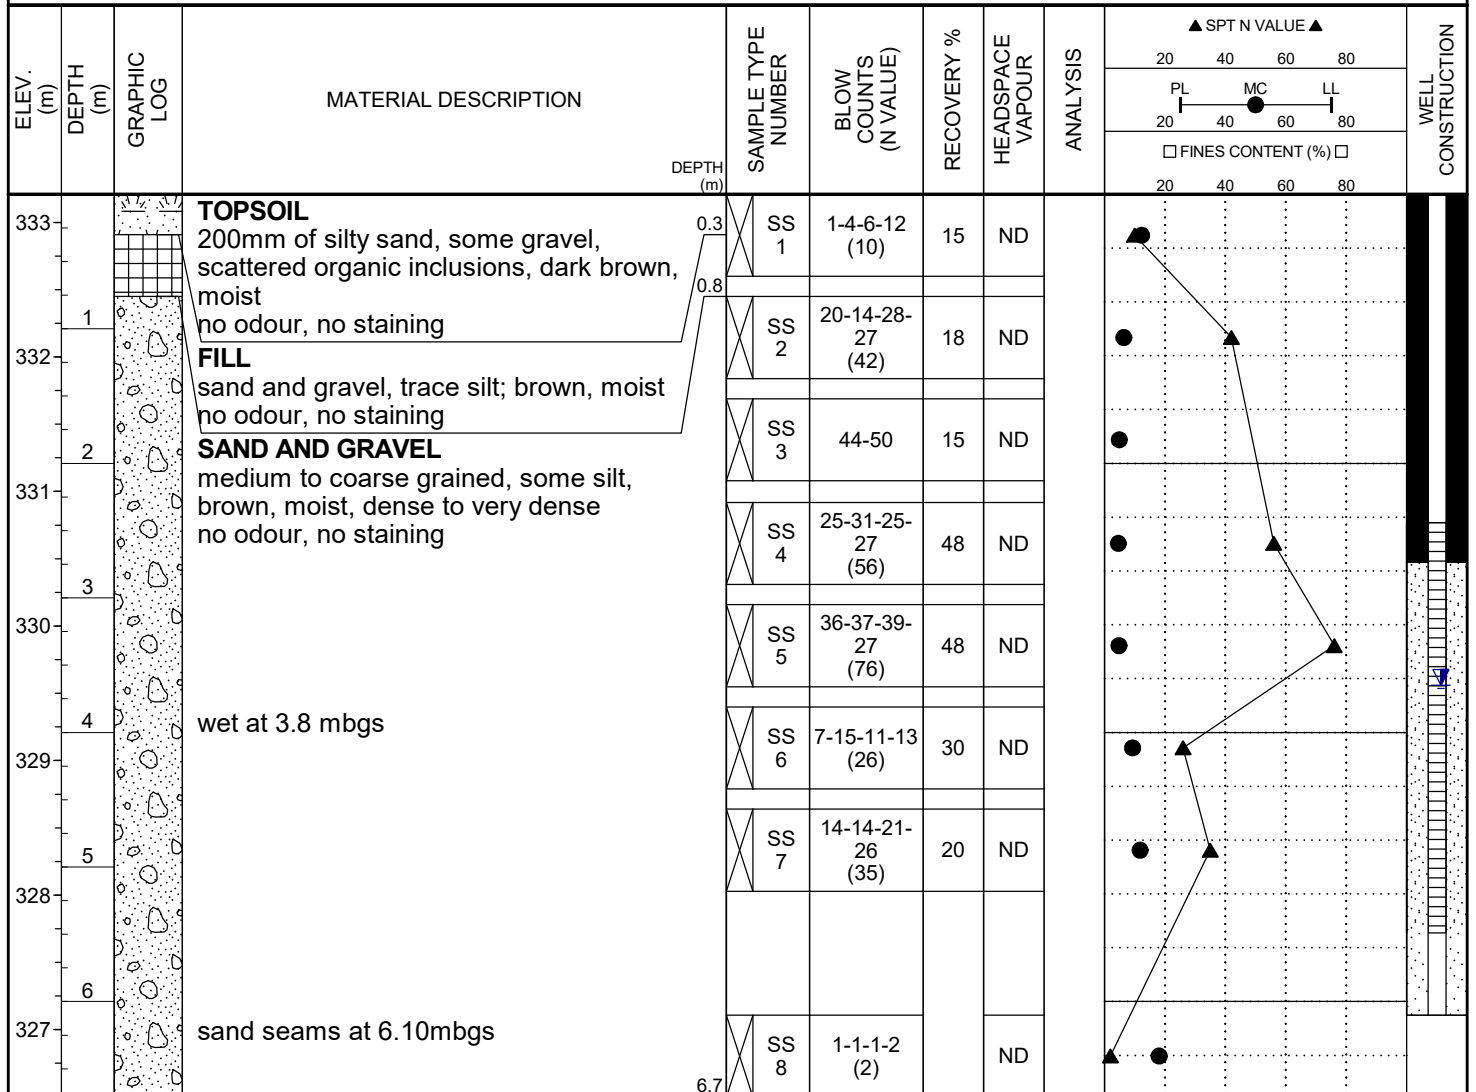 ELEV.
(m)
DEPTH
(m)
GRAPHIC
LOG
MATERIAL DESCRIPTION
DEPTH
(m)
SAMPLE TYPE
NUMBER
BLOW
COUNTS
(N VALUE)
RECOVERY %
HEADSPACE
VAPOUR
ANALYSIS
▲ SPT N VALUE ▲
20 40 60 80
PL MC LL
20 40 60 80
□ FINES CONTENT (%) □
20 40 60 80
WELL
CONSTRUCTION
333
332
331
330
329
328
327
1
2
3
4
5
6
TOPSOIL
200mm of silty sand, some gravel,
scattered organic inclusions, dark brown,
moist
no odour, no staining
0.3
FILL
sand and gravel, trace silt; brown, moist
no odour, no staining
0.8
SAND AND GRAVEL
medium to coarse grained, some silt,
brown, moist, dense to very dense
no odour, no staining
wet at 3.8 mbgs
sand seams at 6.10mbgs
6.7
SS
1
1-4-6-12
(10)
15
ND
SS
2
20-14-28-
27
(42)
18
ND
SS
3
44-50
15
ND
SS
4
25-31-25-
27
(56)
48
ND
SS
5
36-37-39-
27
(76)
48
ND
SS
6
7-15-11-13
(26)
30
ND
SS
7
14-14-21-
26
(35)
20
ND
SS
8
1-1-1-2
(2)
ND